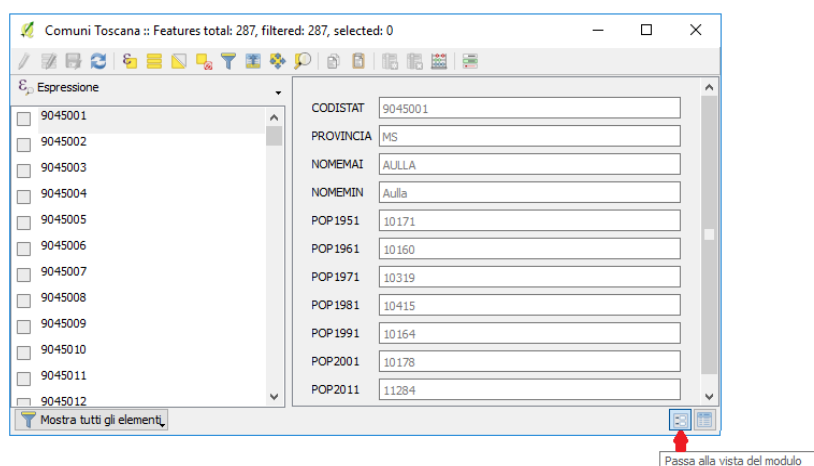 Comuni Toscana :: Features total: 287, filtered: 287, selected: 0
Espressione
9045001
9045002
9045003
9045004
9045005
9045006
9045007
9045008
9045009
9045010
9045011
9045012
CODISTAT 9045001
PROVINCIA MS
NOMEMAI AULLA
NOMEMIN Aulla
POP1951 10171
POP1961 10160
POP1971 10319
POP1981 10415
POP1991 10164
POP2001 10178
POP2011 11284
Mostra tutti gli elementi
Passa alla vista del modulo